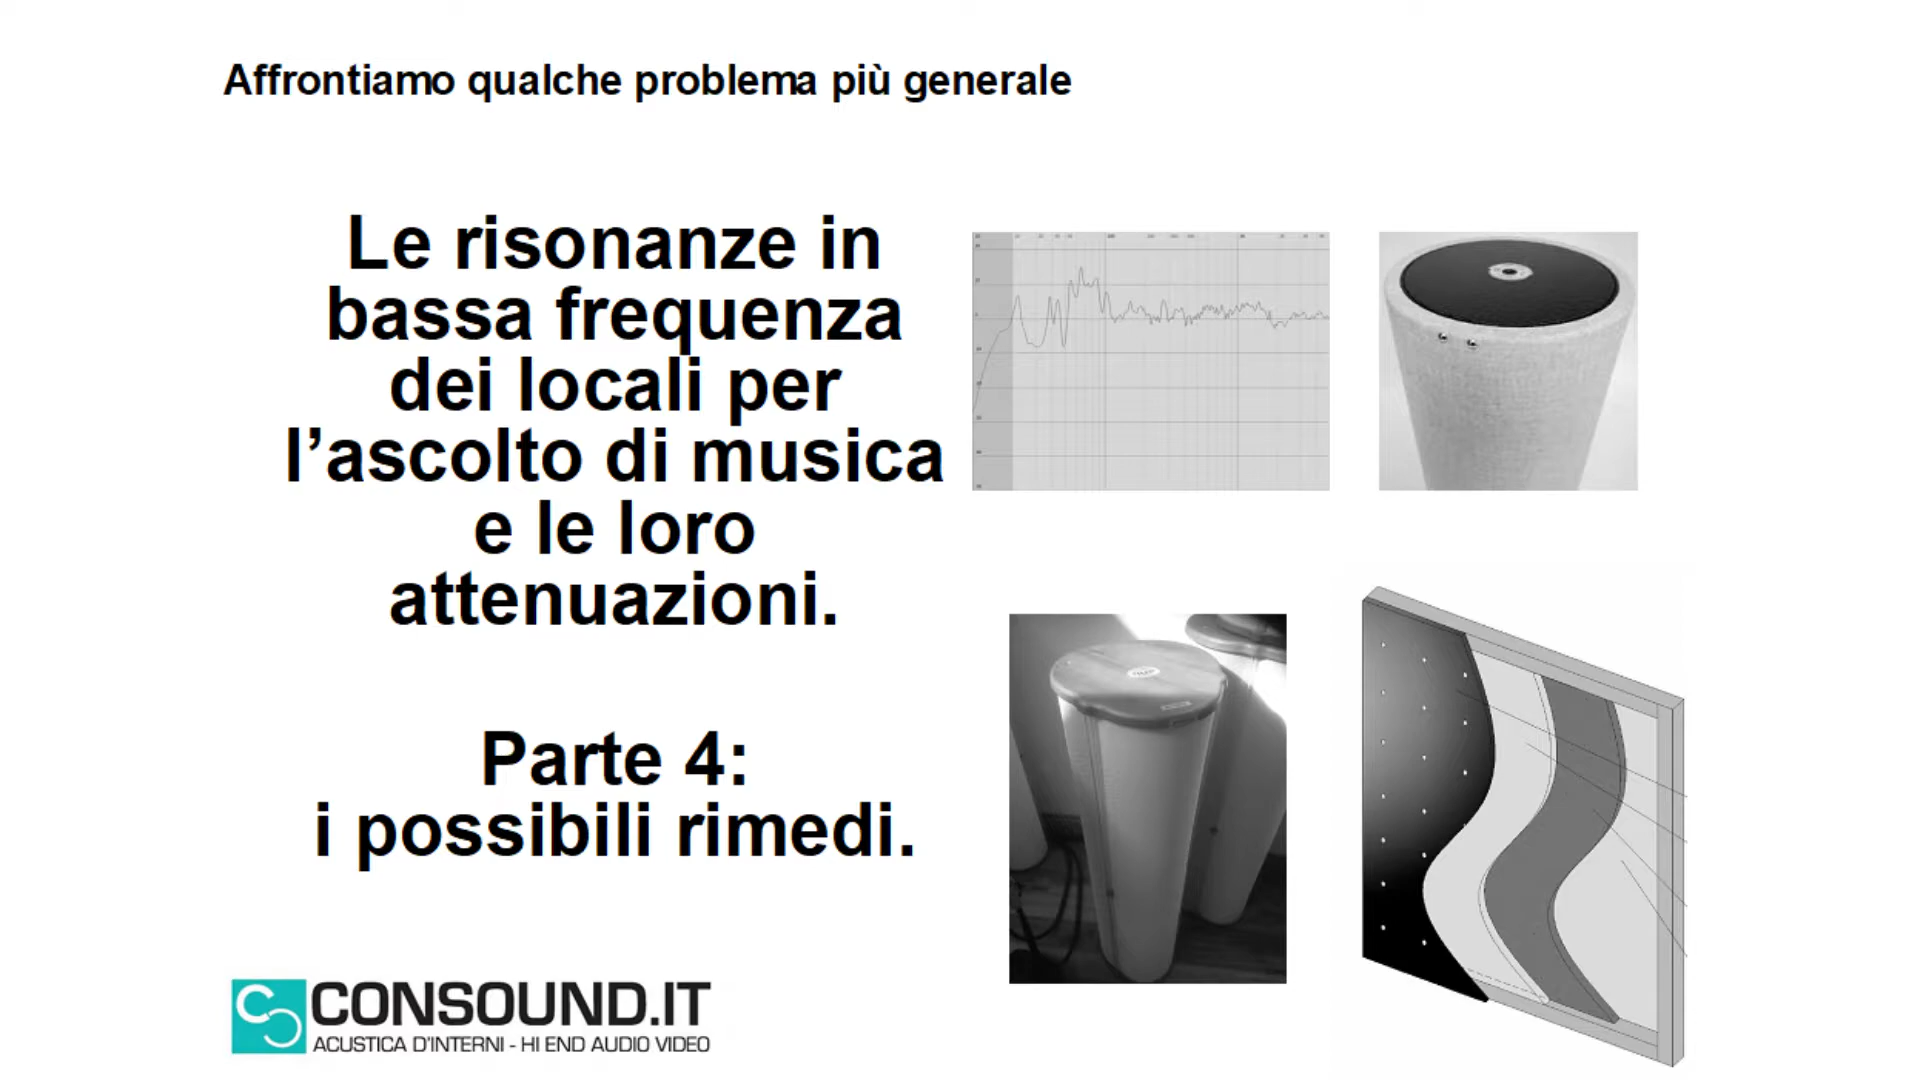 Affrontiamo qualche problema più generale
Le risonanze in
bassa frequenza
dei locali per
l’ascolto di musica
e le loro
attenuazioni.
Parte 4:
i possibili rimedi.
CONSOUND.IT
ACUSTICA D'INTERNI - HI END AUDIO VIDEO